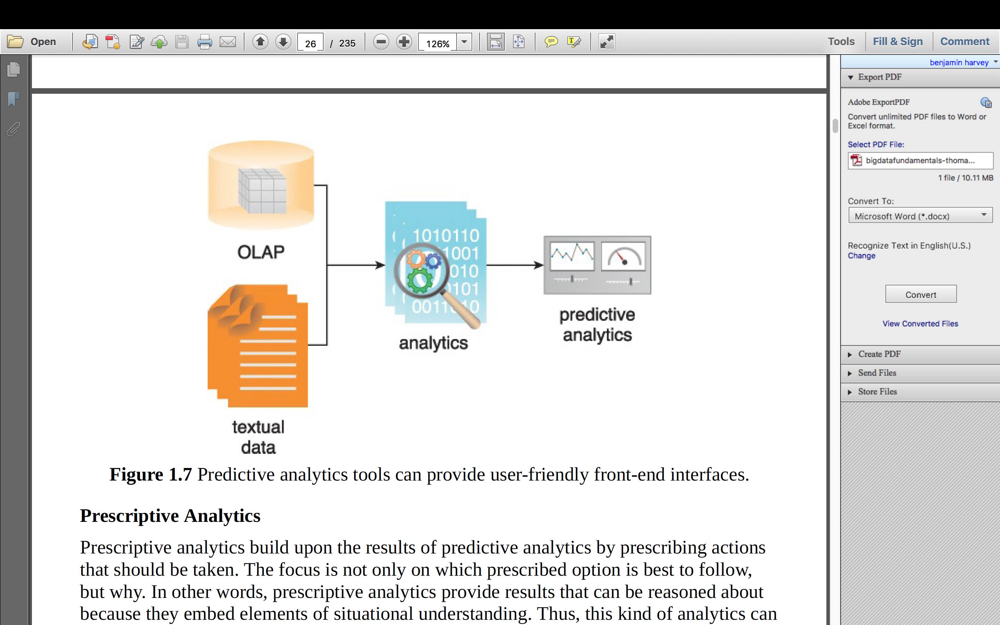 Open
26 / 235
126%
Tools
Fill & Sign
Comment
benjamin harvey
Export PDF
Adobe ExportPDF
Convert unlimited PDF files to Word or
Excel format.
Select PDF File:
bigdatafundamentals-thoma...
1 file / 10.11 MB
Convert To:
Microsoft Word (*.docx)
Recognize Text in English(U.S.)
Change
Convert
View Converted Files
Create PDF
Send Files
Store Files
OLAP
textual
data
1010110
1001
010
101
0011 10
analytics
predictive
analytics
Figure 1.7 Predictive analytics tools can provide user-friendly front-end interfaces.
Prescriptive Analytics
Prescriptive analytics build upon the results of predictive analytics by prescribing actions
that should be taken. The focus is not only on which prescribed option is best to follow,
but why. In other words, prescriptive analytics provide results that can be reasoned about
because they embed elements of situational understanding. Thus, this kind of analytics can